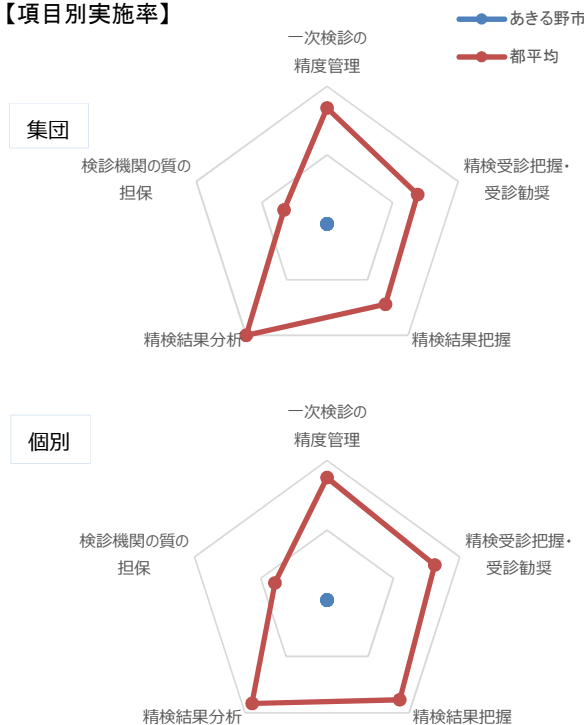 【項目別実施率】
あきる野市
都平均
集団
一次検診の
精度管理
精検受診把握・
受診勧奨
精検結果把握
精検結果分析
検診機関の質の
担保
個別
一次検診の
精度管理
精検受診把握・
受診勧奨
精検結果把握
精検結果分析
検診機関の質の
担保